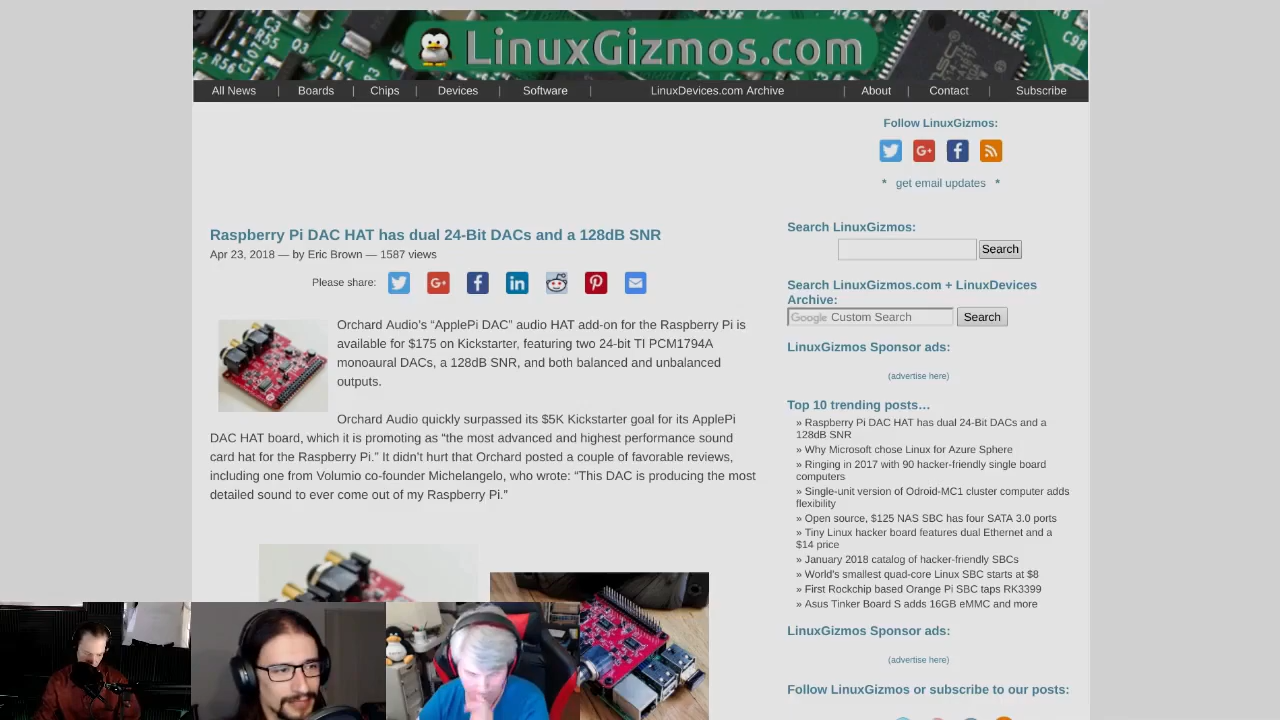 LinuxGizmos.com
All News | Boards | Chips | Devices | Software | LinuxDevices.com Archive | About | Contact | Subscribe
Follow LinuxGizmos:
* get email updates *
Raspberry Pi DAC HAT has dual 24-Bit DACs and a 128dB SNR
Apr 23, 2018 — by Eric Brown — 1587 views
Please share:
Orchard Audio's “ApplePi DAC” audio HAT add-on for the Raspberry Pi is
available for $175 on Kickstarter, featuring two 24-bit TI PCM1794A
monoaural DACs, a 128dB SNR, and both balanced and unbalanced
outputs.
Orchard Audio quickly surpassed its $5K Kickstarter goal for its ApplePi
DAC HAT board, which it is promoting as “the most advanced and highest performance sound
card hat for the Raspberry Pi.” It didn't hurt that Orchard posted a couple of favorable reviews,
including one from Volumio co-founder Michelangelo, who wrote: “This DAC is producing the most
detailed sound to ever come out of my Raspberry Pi.”
Search LinuxGizmos:
Search
Search LinuxGizmos.com + LinuxDevices
Archive:
Google Custom Search Search
LinuxGizmos Sponsor ads:
(advertise here)
Top 10 trending posts…
» Raspberry Pi DAC HAT has dual 24-Bit DACs and a
128dB SNR
» Why Microsoft chose Linux for Azure Sphere
» Ringing in 2017 with 90 hacker-friendly single board
computers
» Single-unit version of Odroid-MC1 cluster computer adds
flexibility
» Open source, $125 NAS SBC has four SATA 3.0 ports
» Tiny Linux hacker board features dual Ethernet and a
$14 price
» January 2018 catalog of hacker-friendly SBCs
» World's smallest quad-core Linux SBC starts at $8
» First Rockchip based Orange Pi SBC taps RK3399
» Asus Tinker Board S adds 16GB eMMC and more
LinuxGizmos Sponsor ads:
(advertise here)
Follow LinuxGizmos or subscribe to our posts: